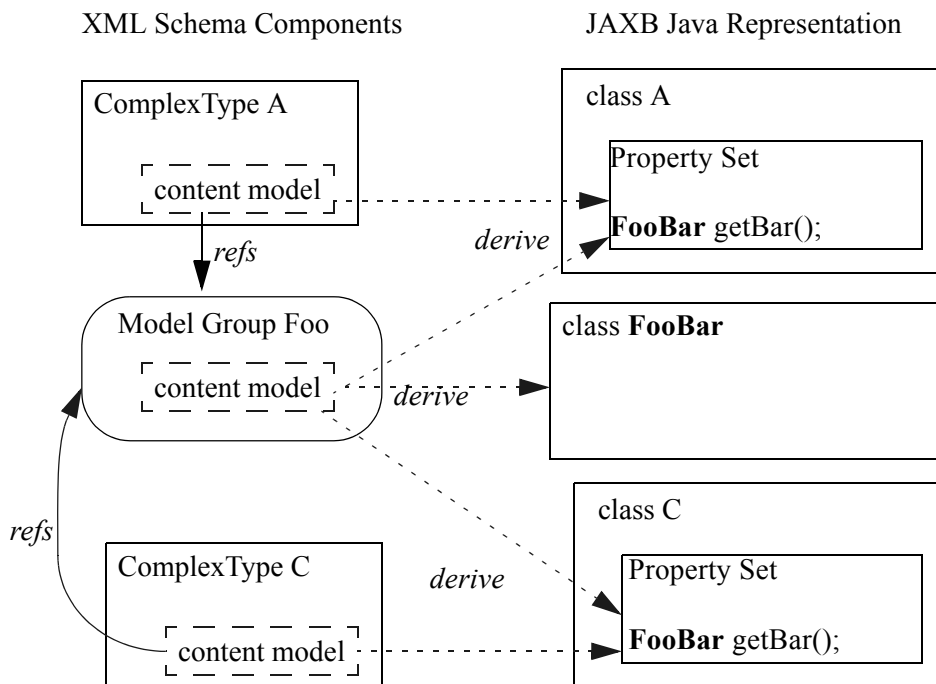 XML Schema Components
JAXB Java Representation
ComplexType A
content model
refs
class A
Property Set
FooBar getBar();
derive
Model Group Foo
content model
derive
class FooBar
refs
ComplexType C
content model
derive
class C
Property Set
FooBar getBar();